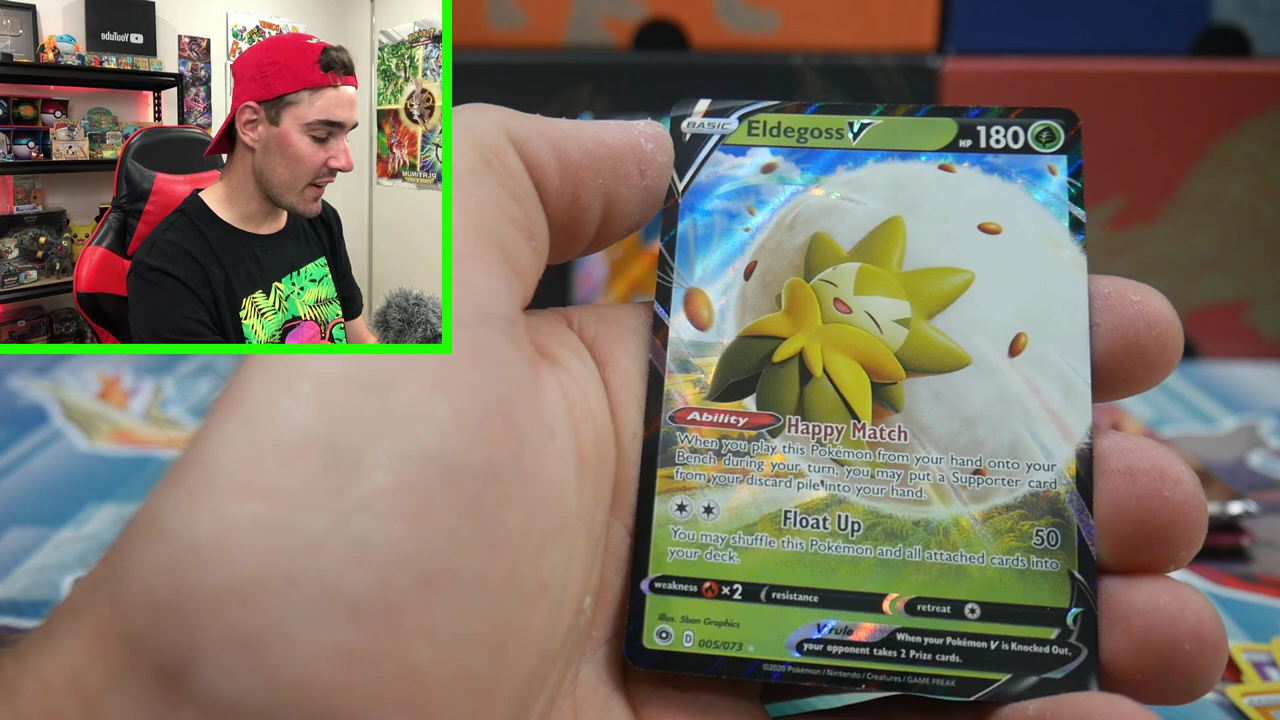 YouTube
PLATINUM
BASIC
Eldegoss V
HP 180
Ability Happy Match
When you play this Pokémon from your hand onto your
Bench during your turn, you may put a Supporter card
from your discard pile into your hand.
Float Up 50
You may shuffle this Pokémon and all attached cards into
your deck.
weakness ×2 resistance retreat
Illus. 5ban Graphics
D 005/073
V rule When your Pokémon V is Knocked Out,
your opponent takes 2 Prize cards.
©2020 Pokémon / Nintendo / Creatures / GAME FREAK